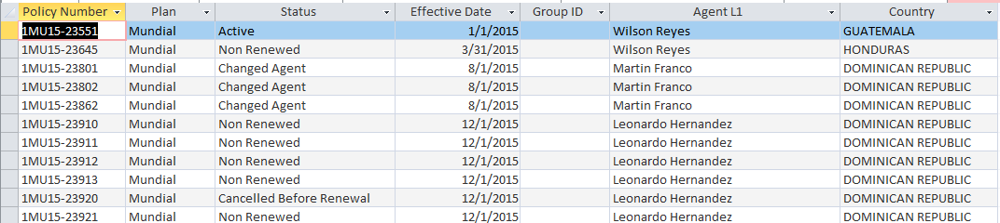 Policy Number Plan Status Effective Date Group ID Agent L1 Country
1MU15-23551 Mundial Active 1/1/2015 Wilson Reyes GUATEMALA
1MU15-23645 Mundial Non Renewed 3/31/2015 Wilson Reyes HONDURAS
1MU15-23801 Mundial Changed Agent 8/1/2015 Martin Franco DOMINICAN REPUBLIC
1MU15-23802 Mundial Changed Agent 8/1/2015 Martin Franco DOMINICAN REPUBLIC
1MU15-23862 Mundial Changed Agent 8/1/2015 Martin Franco DOMINICAN REPUBLIC
1MU15-23910 Mundial Non Renewed 12/1/2015 Leonardo Hernandez DOMINICAN REPUBLIC
1MU15-23911 Mundial Non Renewed 12/1/2015 Leonardo Hernandez DOMINICAN REPUBLIC
1MU15-23912 Mundial Non Renewed 12/1/2015 Leonardo Hernandez DOMINICAN REPUBLIC
1MU15-23913 Mundial Non Renewed 12/1/2015 Leonardo Hernandez DOMINICAN REPUBLIC
1MU15-23920 Mundial Cancelled Before Renewal 12/1/2015 Leonardo Hernandez DOMINICAN REPUBLIC
1MU15-23921 Mundial Non Renewed 12/1/2015 Leonardo Hernandez DOMINICAN REPUBLIC